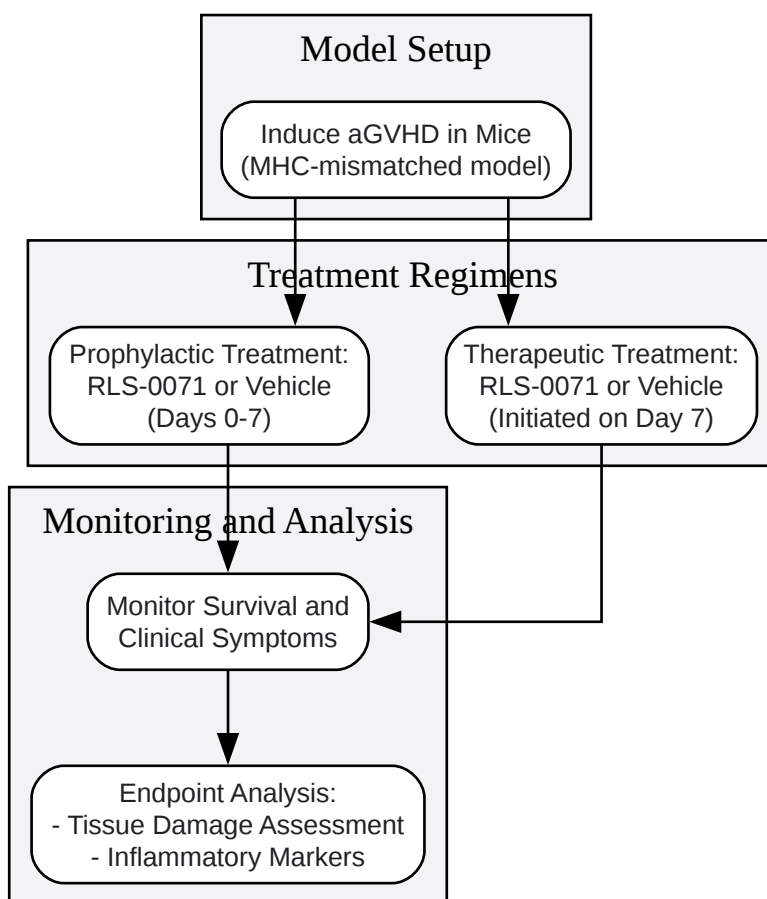 Model Setup
Induce aGVHD in Mice
(MHC-mismatched model)
Treatment Regimens
Prophylactic Treatment:
RLS-0071 or Vehicle
(Days 0-7)
Therapeutic Treatment:
RLS-0071 or Vehicle
(Initiated on Day 7)
Monitoring and Analysis
Monitor Survival and
Clinical Symptoms
Endpoint Analysis:
- Tissue Damage Assessment
- Inflammatory Markers